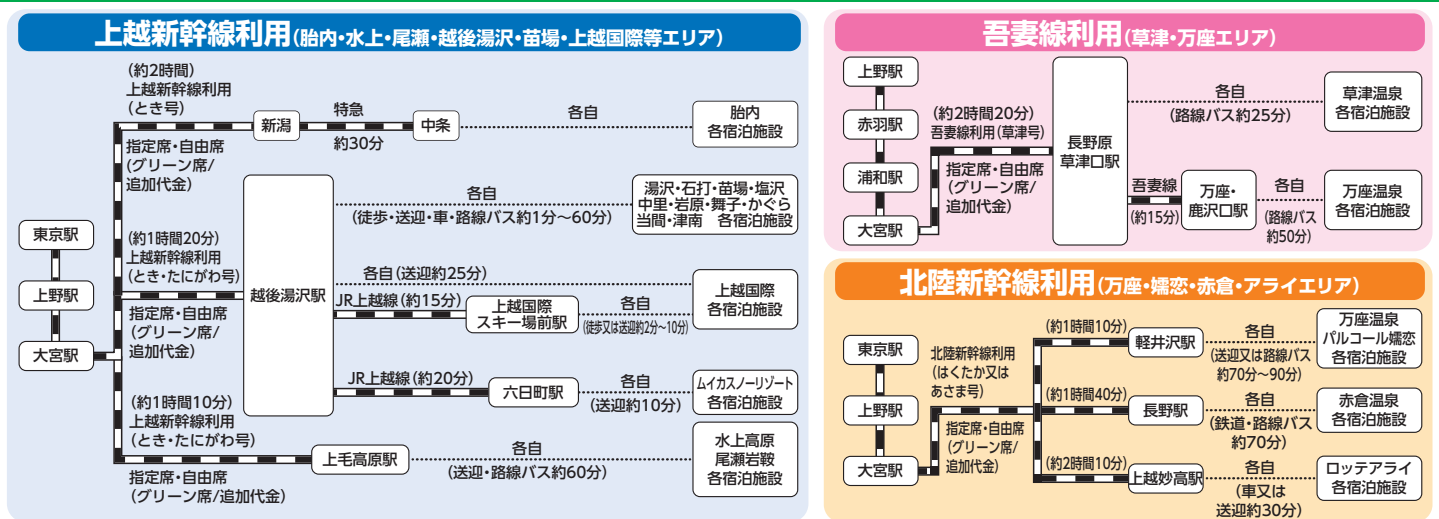 上越新幹線利用(胎内・水上・尾瀬・越後湯沢・苗場・上越国際等エリア)
(約2時間)
上越新幹線利用
(とき号)
新潟
特急
約30分
中条
各自
胎内
各宿泊施設
指定席・自由席
(グリーン席/
追加代金)
東京駅
上野駅
大宮駅
(約1時間20分)
上越新幹線利用
(とき・たにがわ号)
指定席・自由席
(グリーン席/
追加代金)
越後湯沢駅
各自
(徒歩・送迎・車・路線バス約1分〜60分)
湯沢・石打・苗場・塩沢
中里・岩原・舞子・かぐら
当間・津南 各宿泊施設
各自(送迎約25分)
JR上越線(約15分)
上越国際
スキー場前駅
各自
(徒歩又は送迎約2分〜10分)
上越国際
各宿泊施設
JR上越線(約20分)
六日町駅
各自
(送迎約10分)
ムイカスノーリゾート
各宿泊施設
(約1時間10分)
上越新幹線利用
(とき・たにがわ号)
指定席・自由席
(グリーン席/追加代金)
上毛高原駅
各自
(送迎・路線バス約60分)
水上高原
尾瀬岩鞍
各宿泊施設
吾妻線利用(草津・万座エリア)
上野駅
赤羽駅
浦和駅
大宮駅
(約2時間20分)
吾妻線利用(草津号)
指定席・自由席
(グリーン席/
追加代金)
長野原
草津口駅
各自
(路線バス約25分)
草津温泉
各宿泊施設
吾妻線
(約15分)
万座・
鹿沢口駅
各自
(路線バス
約50分)
万座温泉
各宿泊施設
北陸新幹線利用(万座・嬬恋・赤倉・アライエリア)
東京駅
上野駅
大宮駅
北陸新幹線利用
(はくたか又は
あさま号)
指定席・自由席
(グリーン席/
追加代金)
(約1時間10分)
軽井沢駅
各自
(送迎又は路線バス
約70分〜90分)
万座温泉
パルコール嬬恋
各宿泊施設
(約1時間40分)
長野駅
各自
(鉄道・路線バス
約70分)
赤倉温泉
各宿泊施設
(約2時間10分)
上越妙高駅
各自
(車又は
送迎約30分)
ロッテアライ
各宿泊施設